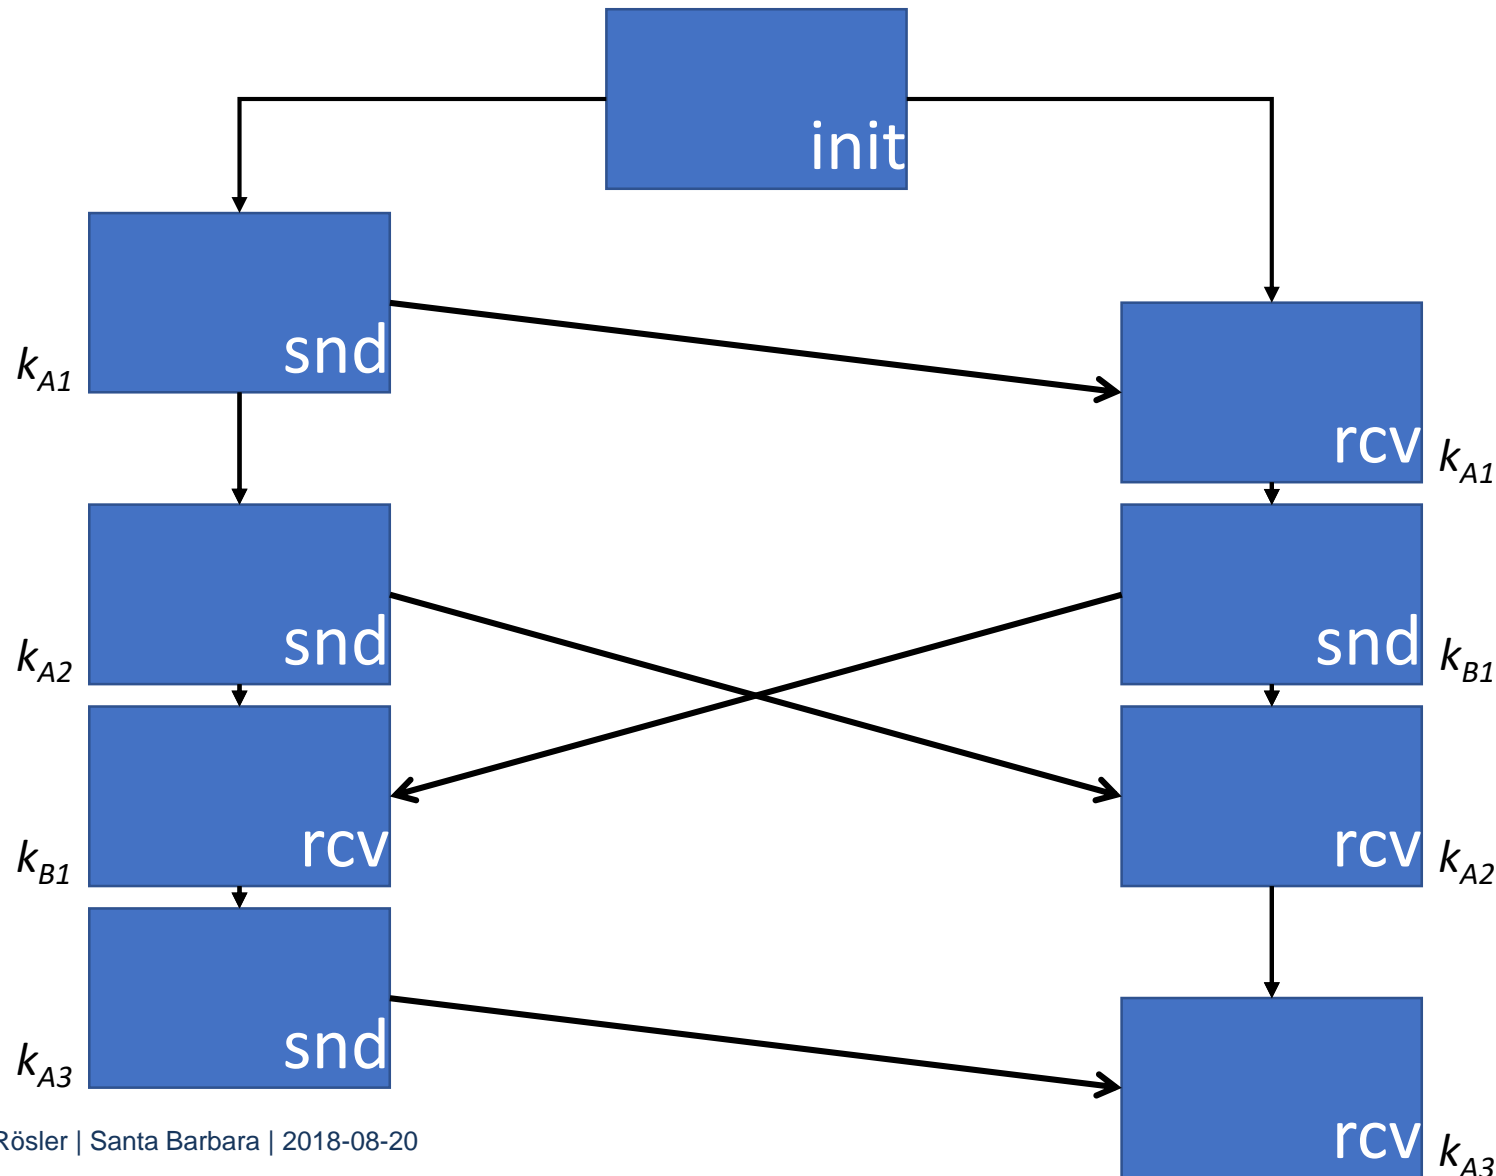 init
snd
k_A1
rcv
k_A1
snd
k_A2
snd
k_B1
rcv
k_B1
rcv
k_A2
snd
k_A3
rcv
k_A3
Rösler | Santa Barbara | 2018-08-20